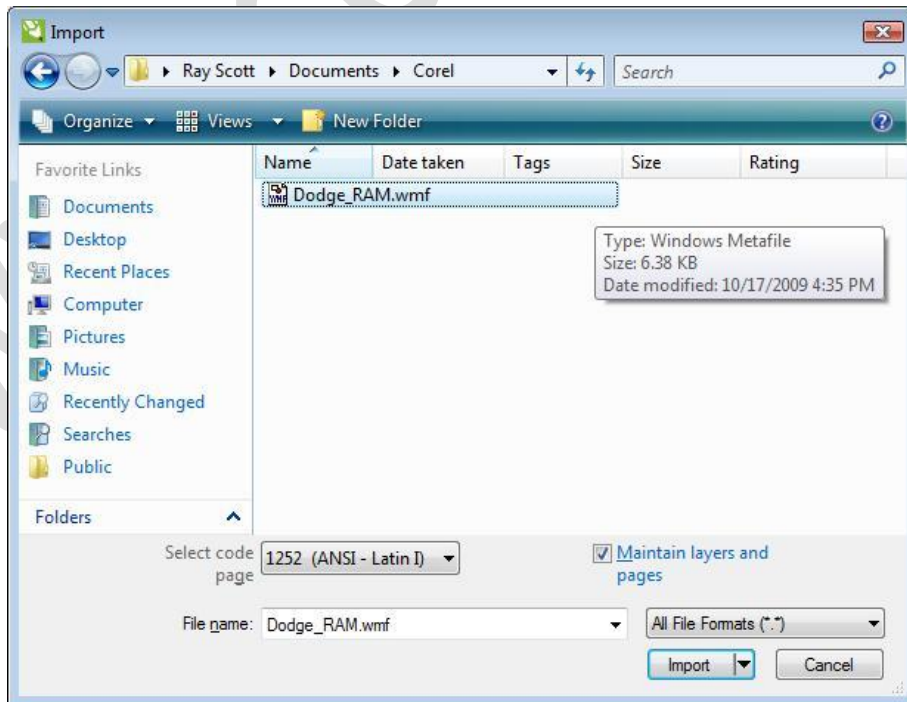 Import
Ray Scott Documents Corel
Search
Organize Views New Folder
Favorite Links
Documents
Desktop
Recent Places
Computer
Pictures
Music
Recently Changed
Searches
Public
Folders
Name Date taken Tags Size Rating
Dodge_RAM.wmf
Type: Windows Metafile
Size: 6.38 KB
Date modified: 10/17/2009 4:35 PM
Select code
page
1252 (ANSI - Latin I)
Maintain layers and
pages
File name: Dodge_RAM.wmf
All File Formats (*.*)
Import Cancel